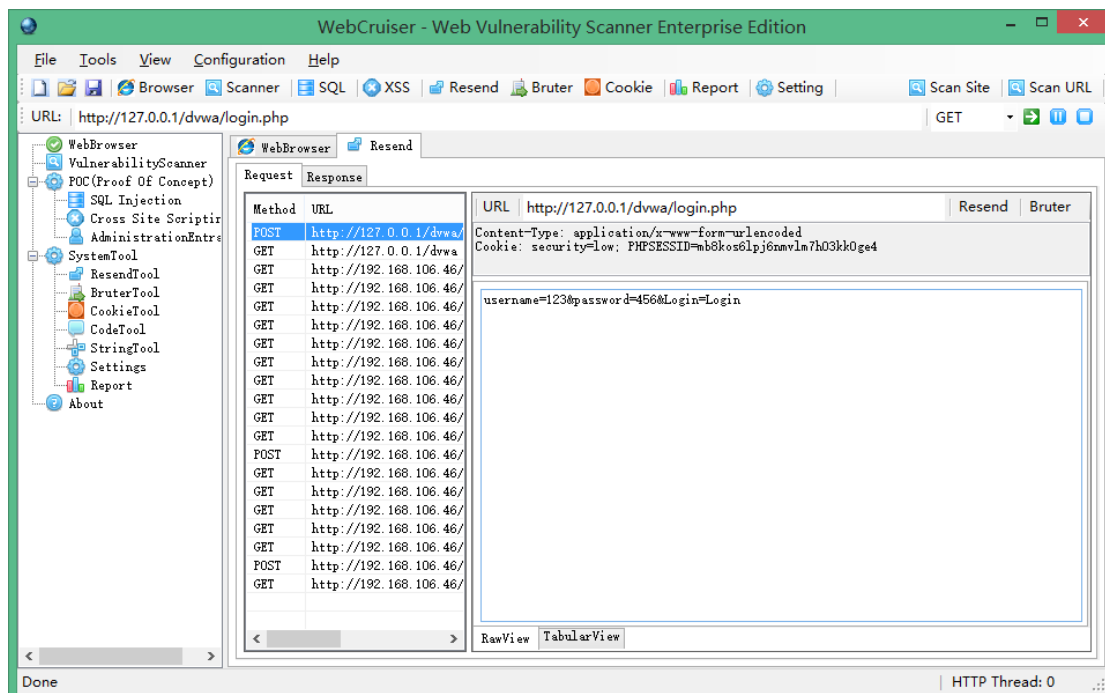 WebCruiser - Web Vulnerability Scanner Enterprise Edition
File Tools View Configuration Help
Browser Scanner SQL XSS Resend Bruter Cookie Report Setting Scan Site Scan URL
URL: http://127.0.0.1/dvwa/login.php GET
WebBrowser
VulnerabilityScanner
POC(Proof Of Concept)
SQL Injection
Cross Site Scriptir
AdministrationEntra
SystemTool
ResendTool
BruterTool
CookieTool
CodeTool
StringTool
Settings
Report
About
WebBrowser Resend
Request Response
Method URL
POST http://127.0.0.1/dvwa/
GET http://127.0.0.1/dvwa
GET http://192.168.106.46/
GET http://192.168.106.46/
GET http://192.168.106.46/
GET http://192.168.106.46/
GET http://192.168.106.46/
GET http://192.168.106.46/
GET http://192.168.106.46/
GET http://192.168.106.46/
GET http://192.168.106.46/
GET http://192.168.106.46/
POST http://192.168.106.46/
GET http://192.168.106.46/
GET http://192.168.106.46/
GET http://192.168.106.46/
GET http://192.168.106.46/
GET http://192.168.106.46/
POST http://192.168.106.46/
GET http://192.168.106.46/
URL http://127.0.0.1/dvwa/login.php Resend Bruter
Content-Type: application/x-www-form-urlencoded
Cookie: security=low; PHPSESSID=mb8kos6lpj6nmvlm7h03kk0ge4
username=123&password=456&Login=Login
RawView TabularView
Done HTTP Thread: 0